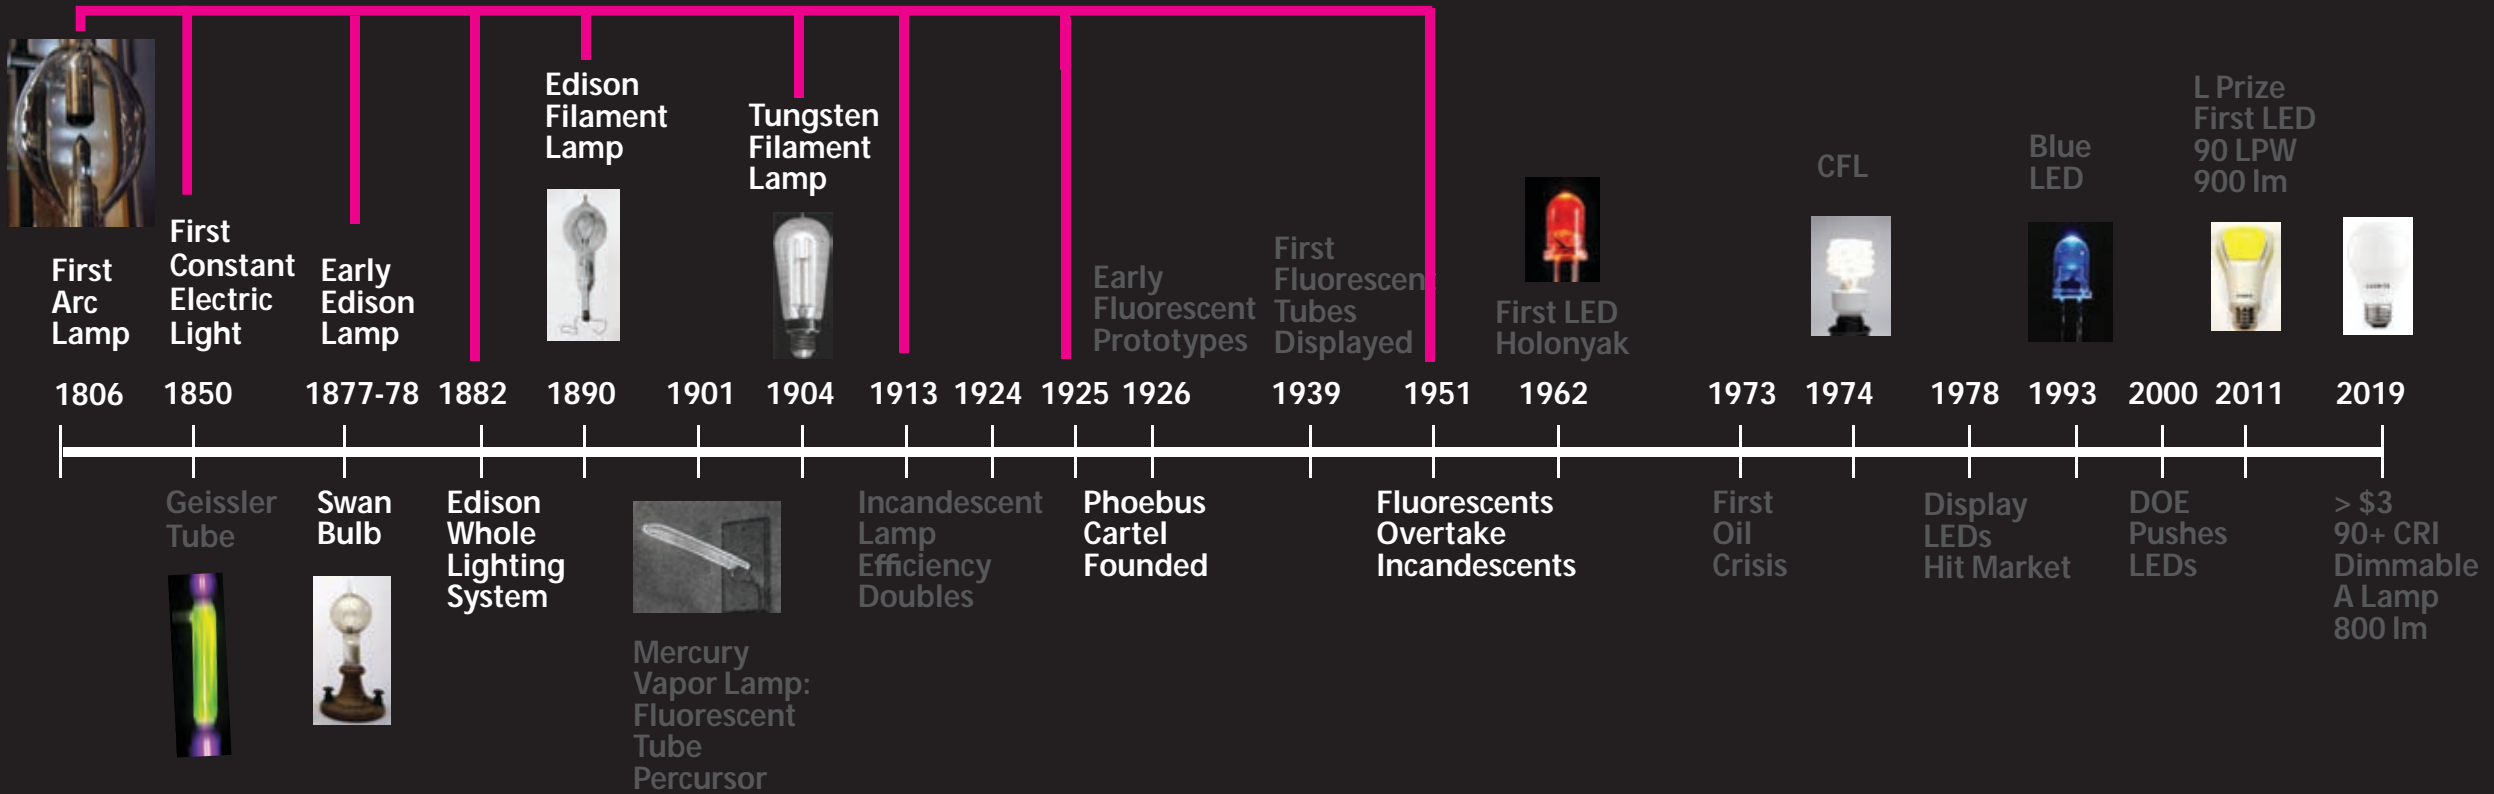 Edison
Filament
Lamp
Tungsten
Filament
Lamp
L Prize
First LED
90 LPW
900 lm
Blue
LED
CFL
First
Arc
Lamp
First
Constant
Electric
Light
Early
Edison
Lamp
Early
Fluorescent
Prototypes
First
Fluorescent
Tubes
Displayed
First LED
Holonyak
1806 1850 1877-78 1882 1890 1901 1904 1913 1924 1925 1926 1939 1951 1962 1973 1974 1978 1993 2000 2011 2019
Geissler
Tube
Swan
Bulb
Edison
Whole
Lighting
System
Mercury
Vapor Lamp:
Fluorescent
Tube
Percursor
Incandescent
Lamp
Efficiency
Doubles
Phoebus
Cartel
Founded
Fluorescents
Overtake
Incandescents
First
Oil
Crisis
Display
LEDs
Hit Market
DOE
Pushes
LEDs
> $3
90+ CRI
Dimmable
A Lamp
800 lm